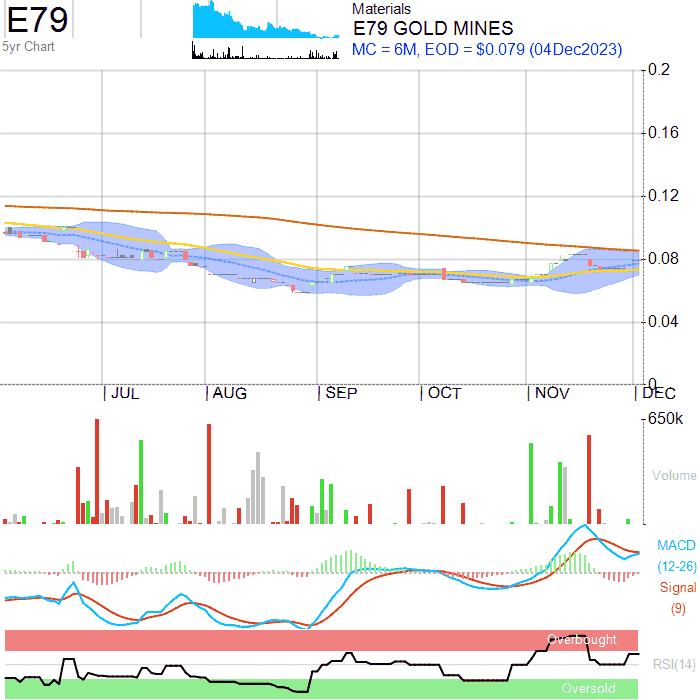 E79
5yr Chart
Materials
E79 GOLD MINES
MC = 6M, EOD = $0.079 (04Dec2023)
0.2
0.16
0.12
0.08
0.04
0
JUL AUG SEP OCT NOV DEC
650k
Volume
MACD
(12-26)
Signal
(9)
Overbought
RSI(14)
Oversold